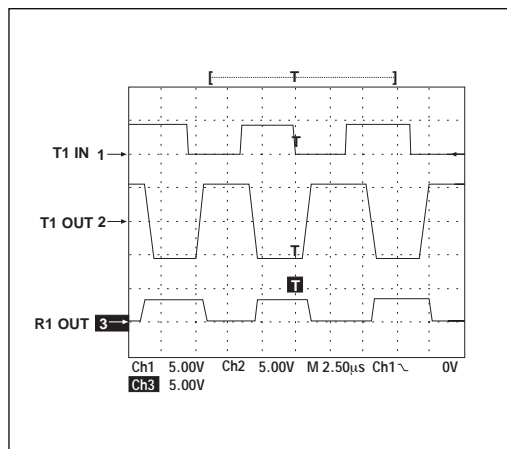 [ T ]
T
T1 IN 1
T1 OUT 2
T
T
R1 OUT 3
Ch1 5.00V Ch2 5.00V M 2.50μs Ch1 0V
Ch3 5.00V